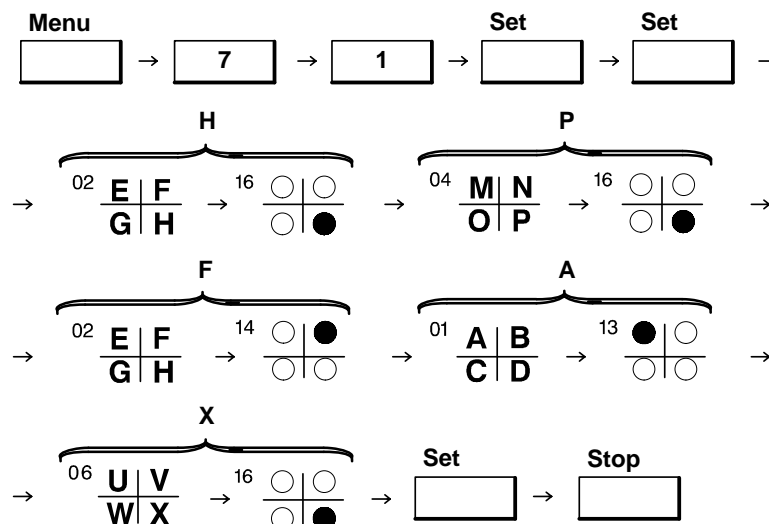 Menu Set Set
7 1
H P
02 E F 16 04 M N 16
G H O P
F A
02 E F 14 01 A B 13
G H C D
X
Set Stop
06 U V 16
W X